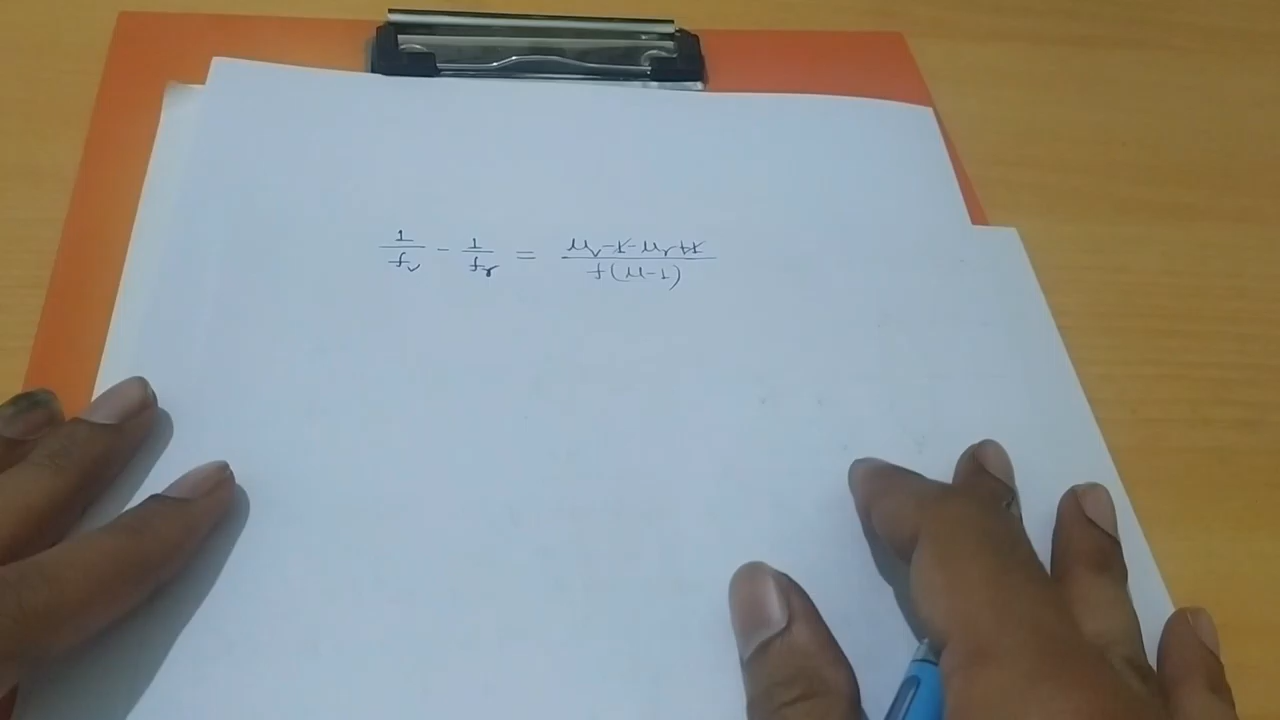 1/f_v - 1/f_r = (μ_v - 1 - μ_r + 1)/(f(μ - 1))